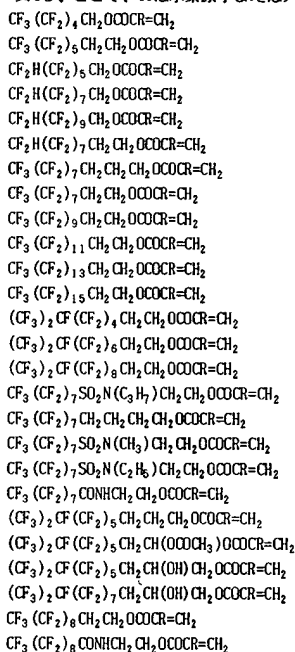 CF₃(CF₂)₄CH₂OCOCR=CH₂
CF₃(CF₂)₅CH₂CH₂OCOCR=CH₂
CF₂H(CF₂)₅CH₂OCOCR=CH₂
CF₂H(CF₂)₇CH₂OCOCR=CH₂
CF₂H(CF₂)₉CH₂OCOCR=CH₂
CF₂H(CF₂)₇CH₂CH₂OCOCR=CH₂
CF₃(CF₂)₇CH₂CH₂CH₂OCOCR=CH₂
CF₃(CF₂)₇CH₂CH₂OCOCR=CH₂
CF₃(CF₂)₉CH₂CH₂OCOCR=CH₂
CF₃(CF₂)₁₁CH₂CH₂OCOCR=CH₂
CF₃(CF₂)₁₃CH₂CH₂OCOCR=CH₂
CF₃(CF₂)₁₅CH₂CH₂OCOCR=CH₂
(CF₃)₂CF(CF₂)₄CH₂CH₂OCOCR=CH₂
(CF₃)₂CF(CF₂)₆CH₂CH₂OCOCR=CH₂
(CF₃)₂CF(CF₂)₈CH₂CH₂OCOCR=CH₂
CF₃(CF₂)₇SO₂N(C₃H₇)CH₂CH₂OCOCR=CH₂
CF₃(CF₂)₇CH₂CH₂CH₂CH₂OCOCR=CH₂
CF₃(CF₂)₇SO₂N(CH₃)CH₂CH₂OCOCR=CH₂
CF₃(CF₂)₇SO₂N(C₂H₅)CH₂CH₂OCOCR=CH₂
CF₃(CF₂)₇CONHCH₂CH₂OCOCR=CH₂
(CF₃)₂CF(CF₂)₅CH₂CH₂CH₂OCOCR=CH₂
(CF₃)₂CF(CF₂)₅CH₂CH(OCOCH₃)OCOCR=CH₂
(CF₃)₂CF(CF₂)₅CH₂CH(OH)CH₂OCOCR=CH₂
(CF₃)₂CF(CF₂)₇CH₂CH(OH)CH₂OCOCR=CH₂
CF₃(CF₂)₈CH₂CH₂OCOCR=CH₂
CF₃(CF₂)₈CONHCH₂CH₂OCOCR=CH₂